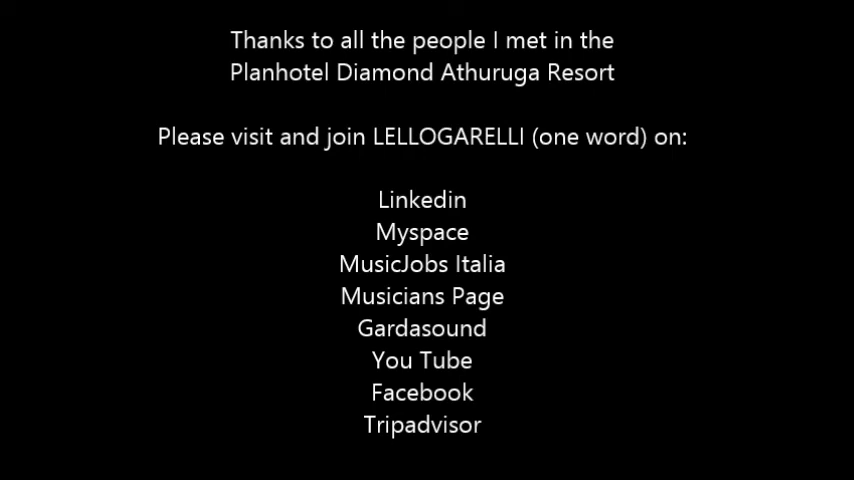 Thanks to all the people I met in the
Planhotel Diamond Athuruga Resort
Please visit and join LELLOGARELLI (one word) on:
Linkedin
Myspace
MusicJobs Italia
Musicians Page
Gardasound
You Tube
Facebook
Tripadvisor